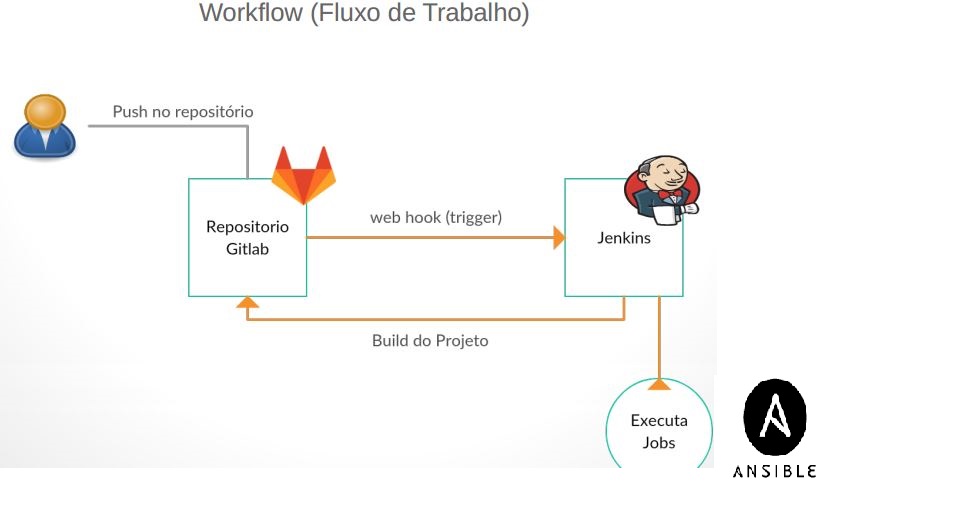 Workflow (Fluxo de Trabalho)
Push no repositório
web hook (trigger)
Repositorio
Gitlab
Jenkins
Build do Projeto
Executa
Jobs
ANSIBLE